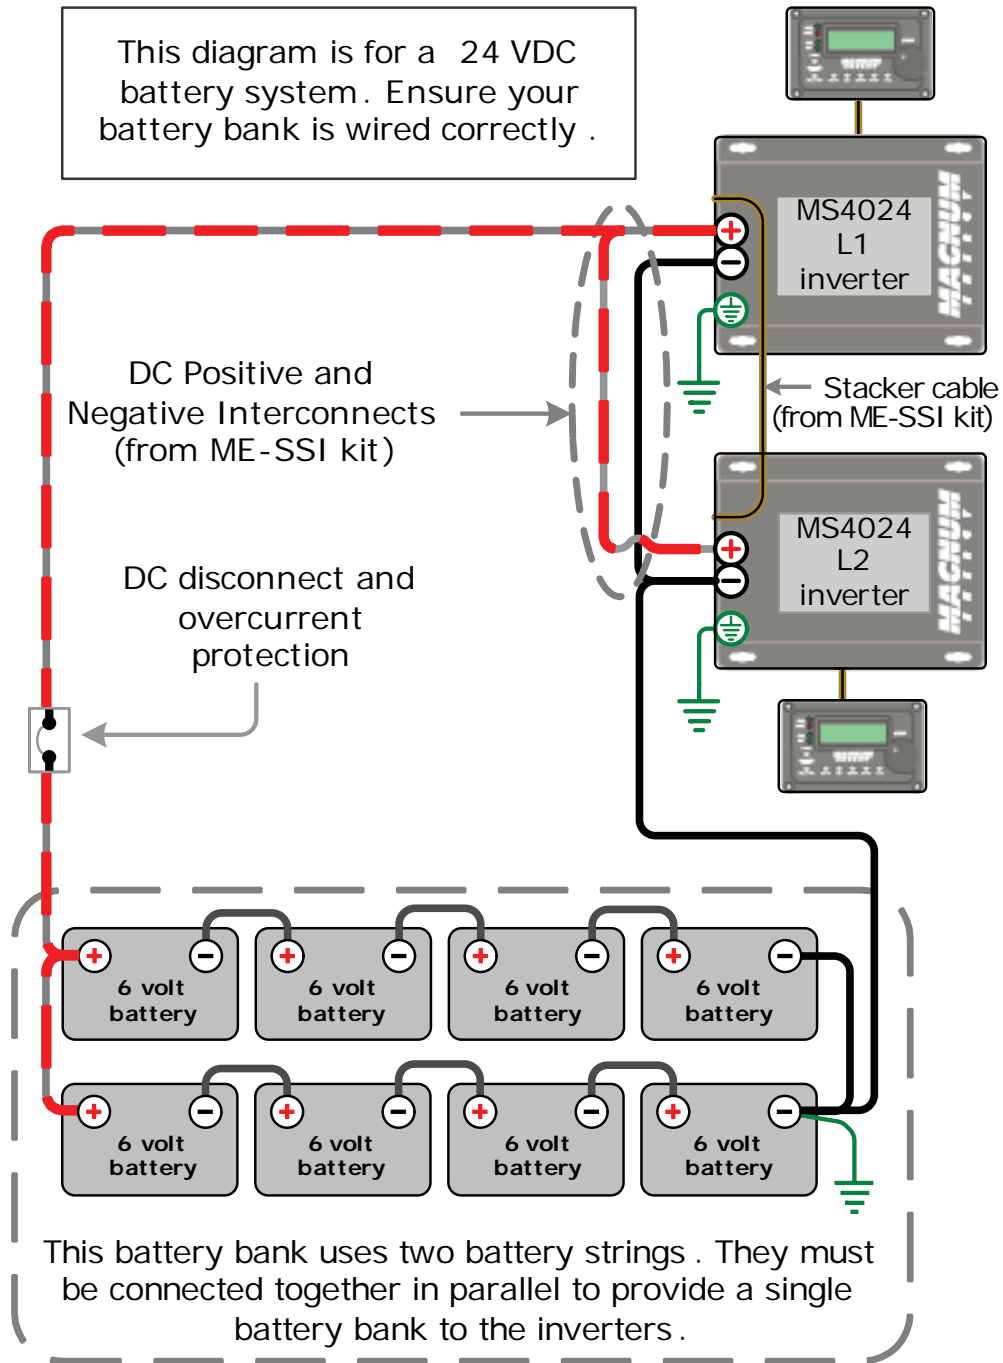 This diagram is for a 24 VDC
battery system. Ensure your
battery bank is wired correctly .
MS4024
L1
inverter
MAGNUM
DC Positive and
Negative Interconnects
(from ME-SSI kit)
Stacker cable
(from ME-SSI kit)
MS4024
L2
inverter
MAGNUM
DC disconnect and
overcurrent
protection
6 volt
battery
6 volt
battery
6 volt
battery
6 volt
battery
6 volt
battery
6 volt
battery
6 volt
battery
6 volt
battery
This battery bank uses two battery strings . They must
be connected together in parallel to provide a single
battery bank to the inverters .